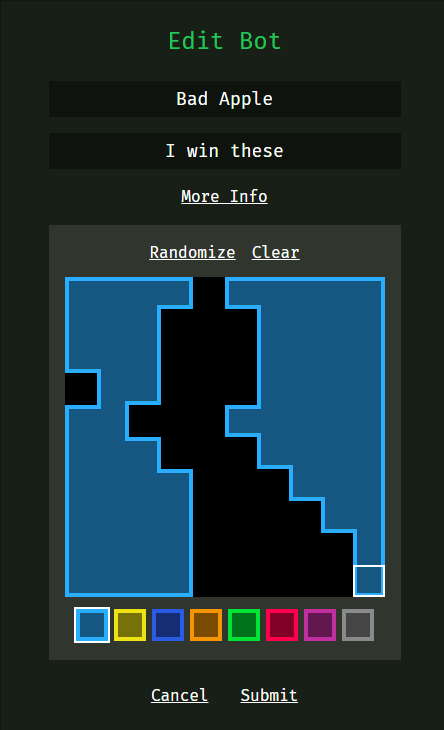 Edit Bot
Bad Apple
I win these
More Info
Randomize Clear
Cancel Submit